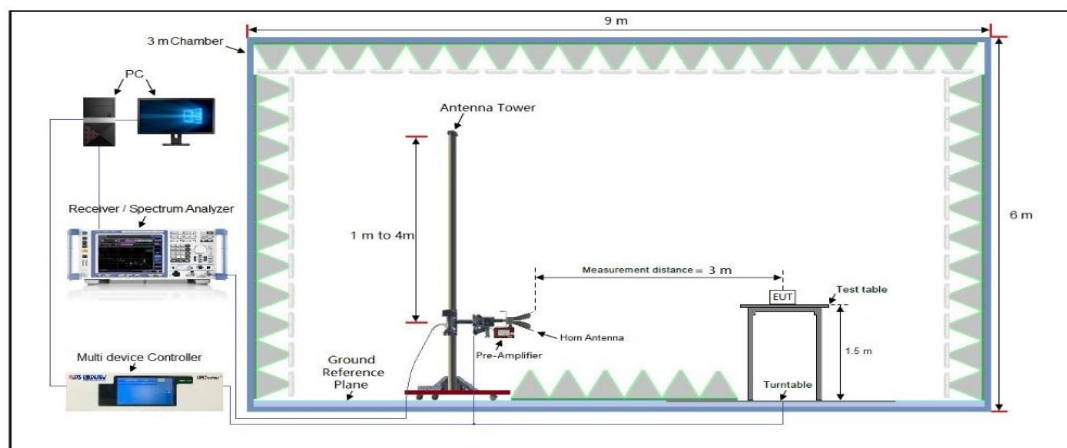 9 m
3 m Chamber
PC
Antenna Tower
Receiver / Spectrum Analyzer
1 m to 4m
6 m
Measurement distance = 3 m
EUT
Test table
Horn Antenna
Pre-Amplifier
1.5 m
Multi device Controller
Ground
Reference
Plane
Turntable